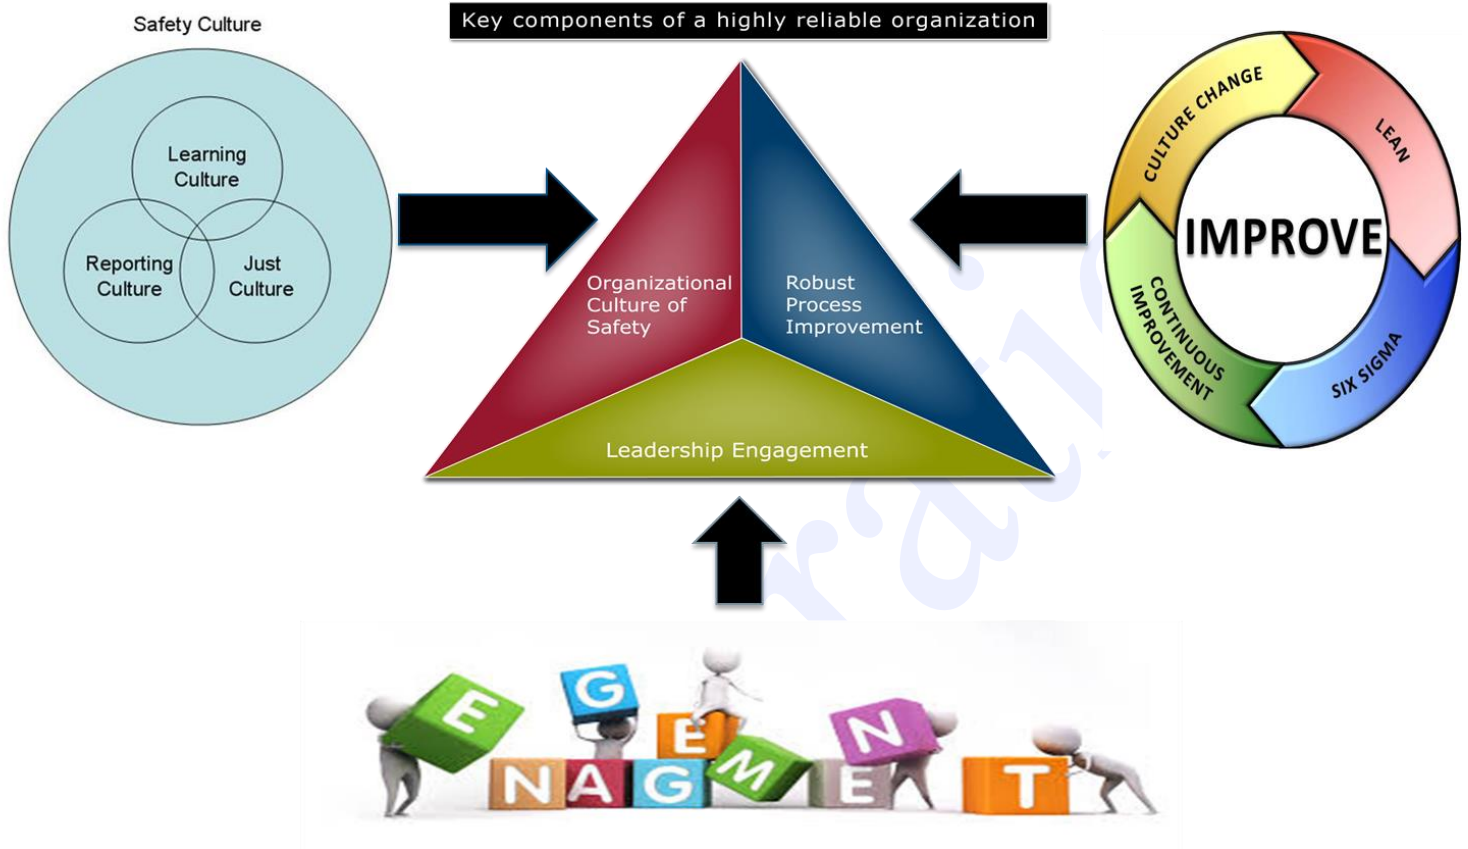 Safety Culture
Learning
Culture
Reporting
Culture
Just
Culture
Key components of a highly reliable organization
Organizational
Culture of
Safety
Robust
Process
Improvement
Leadership Engagement
CULTURE CHANGE
LEAN
SIX SIGMA
CONTINUOUS
IMPROVEMENT
IMPROVE
E G E N
N A G M E T